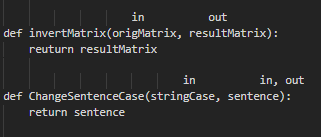 in out
def invertMatrix(origMatrix, resultMatrix):
reuturn resultMatrix
in in, out
def ChangeSentenceCase(stringCase, sentence):
return sentence